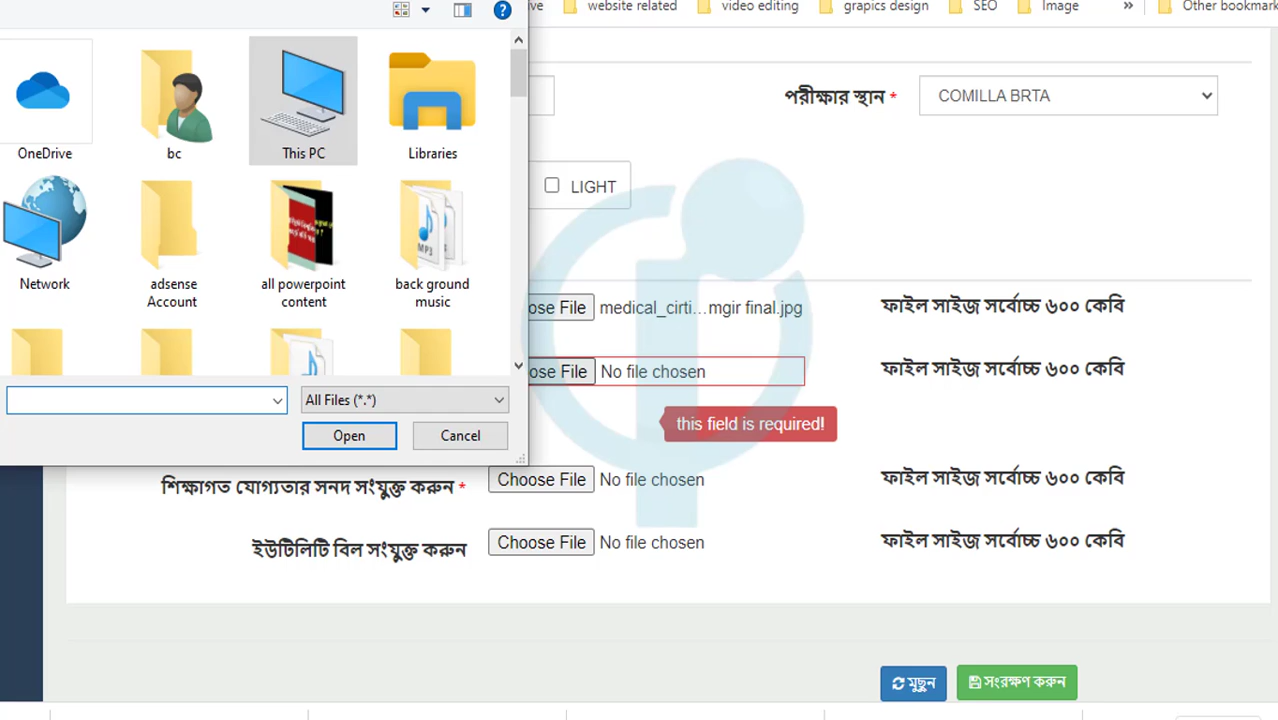 ve website related video editing grapics design SEO Image » Other bookmark
OneDrive bc This PC Libraries
পরীক্ষার স্থান * COMILLA BRTA
LIGHT
Network adsense Account all powerpoint content back ground music
ose File medical_cirti...mgir final.jpg ফাইল সাইজ সর্বোচ্চ ৬০০ কেবি
ose File No file chosen ফাইল সাইজ সর্বোচ্চ ৬০০ কেবি
All Files (*.*)
this field is required!
Open Cancel
শিক্ষাগত যোগ্যতার সনদ সংযুক্ত করুন * Choose File No file chosen ফাইল সাইজ সর্বোচ্চ ৬০০ কেবি
ইউটিলিটি বিল সংযুক্ত করুন Choose File No file chosen ফাইল সাইজ সর্বোচ্চ ৬০০ কেবি
মুছুন সংরক্ষণ করুন